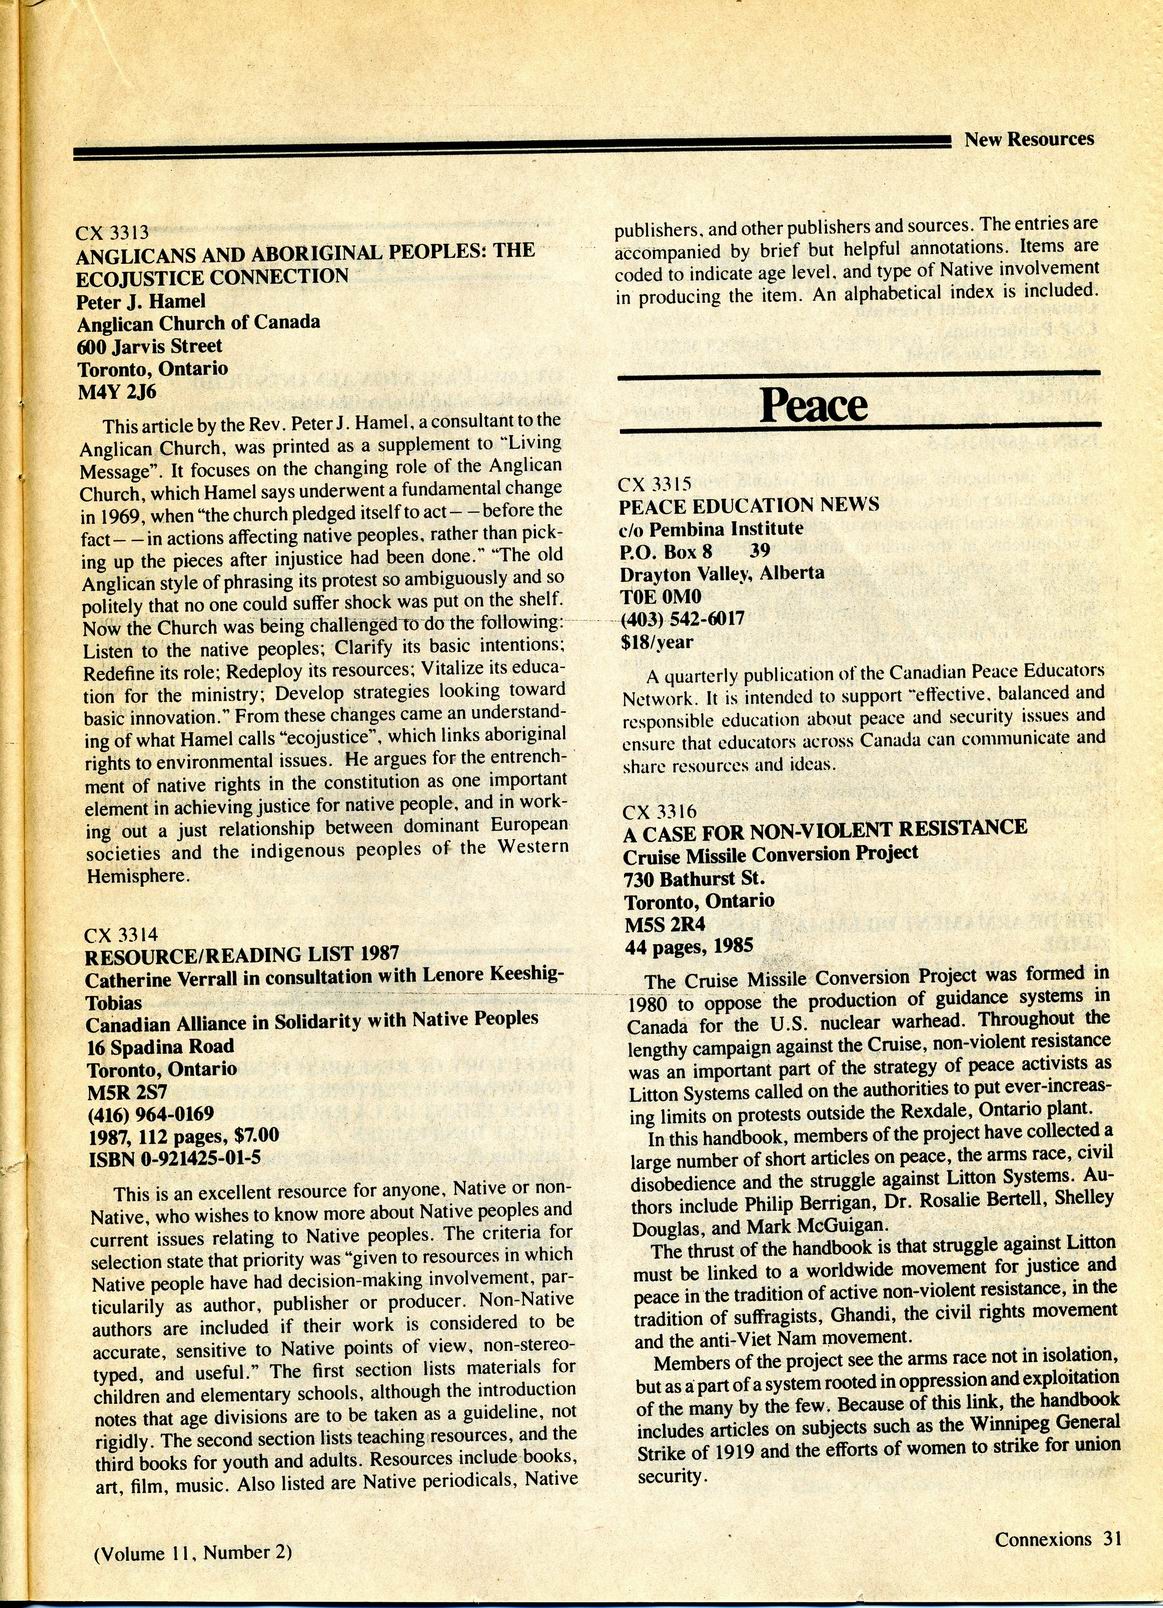 New Resources
CX 3313
ANGLICANS AND ABORIGINAL PEOPLES: THE
ECOJUSTICE CONNECTION
Peter J. Hamel
Anglican Church of Canada
600 Jarvis Street
Toronto, Ontario
M4Y 2J6
This article by the Rev. Peter J. Hamel, a consultant to the
Anglican Church, was printed as a supplement to “Living
Message”. It focuses on the changing role of the Anglican
Church, which Hamel says underwent a fundamental change
in 1969, when “the church pledged itself to act— —before the
fact— —in actions affecting native peoples, rather than pick-
ing up the pieces after injustice had been done.” “The old
Anglican style of phrasing its protest so ambiguously and so
politely that no one could suffer shock was put on the shelf.
Now the Church was being challenged to do the following:
Listen to the native peoples; Clarify its basic intentions;
Redefine its role; Redeploy its resources; Vitalize its educa-
tion for the ministry; Develop strategies looking toward
basic innovation.” From these changes came an understand-
ing of what Hamel calls “ecojustice”, which links aboriginal
rights to environmental issues. He argues for the entrench-
ment of native rights in the constitution as one important
element in achieving justice for native people, and in work-
ing out a just relationship between dominant European
societies and the indigenous peoples of the Western
Hemisphere.
CX 3314
RESOURCE/READING LIST 1987
Catherine Verrall in consultation with Lenore Keeshig-
Tobias
Canadian Alliance in Solidarity with Native Peoples
16 Spadina Road
Toronto, Ontario
M5R 2S7
(416) 964-0169
1987, 112 pages, $7.00
ISBN 0-921425-01-5
This is an excellent resource for anyone, Native or non-
Native, who wishes to know more about Native peoples and
current issues relating to Native peoples. The criteria for
selection state that priority was “given to resources in which
Native people have had decision-making involvement, par-
ticularily as author, publisher or producer. Non-Native
authors are included if their work is considered to be
accurate, sensitive to Native points of view, non-stereo-
typed, and useful.” The first section lists materials for
children and elementary schools, although the introduction
notes that age divisions are to be taken as a guideline, not
rigidly. The second section lists teaching resources, and the
third books for youth and adults. Resources include books,
art, film, music. Also listed are Native periodicals, Native
publishers, and other publishers and sources. The entries are
accompanied by brief but helpful annotations. Items are
coded to indicate age level, and type of Native involvement
in producing the item. An alphabetical index is included.
Peace
CX 3315
PEACE EDUCATION NEWS
c/o Pembina Institute
P.O. Box 8 39
Drayton Valley, Alberta
T0E 0M0
(403) 542-6017
$18/year
A quarterly publication of the Canadian Peace Educators
Network. It is intended to support “effective, balanced and
responsible education about peace and security issues and
ensure that educators across Canada can communicate and
share resources and ideas.
CX 3316
A CASE FOR NON-VIOLENT RESISTANCE
Cruise Missile Conversion Project
730 Bathurst St.
Toronto, Ontario
M5S 2R4
44 pages, 1985
The Cruise Missile Conversion Project was formed in
1980 to oppose the production of guidance systems in
Canada for the U.S. nuclear warhead. Throughout the
lengthy campaign against the Cruise, non-violent resistance
was an important part of the strategy of peace activists as
Litton Systems called on the authorities to put ever-increas-
ing limits on protests outside the Rexdale, Ontario plant.
In this handbook, members of the project have collected a
large number of short articles on peace, the arms race, civil
disobedience and the struggle against Litton Systems. Au-
thors include Philip Berrigan, Dr. Rosalie Bertell, Shelley
Douglas, and Mark McGuigan.
The thrust of the handbook is that struggle against Litton
must be linked to a worldwide movement for justice and
peace in the tradition of active non-violent resistance, in the
tradition of suffragists, Ghandi, the civil rights movement
and the anti-Viet Nam movement.
Members of the project see the arms race not in isolation,
but as a part of a system rooted in oppression and exploitation
of the many by the few. Because of this link, the handbook
includes articles on subjects such as the Winnipeg General
Strike of 1919 and the efforts of women to strike for union
security.
(Volume 11, Number 2)
Connexions 31